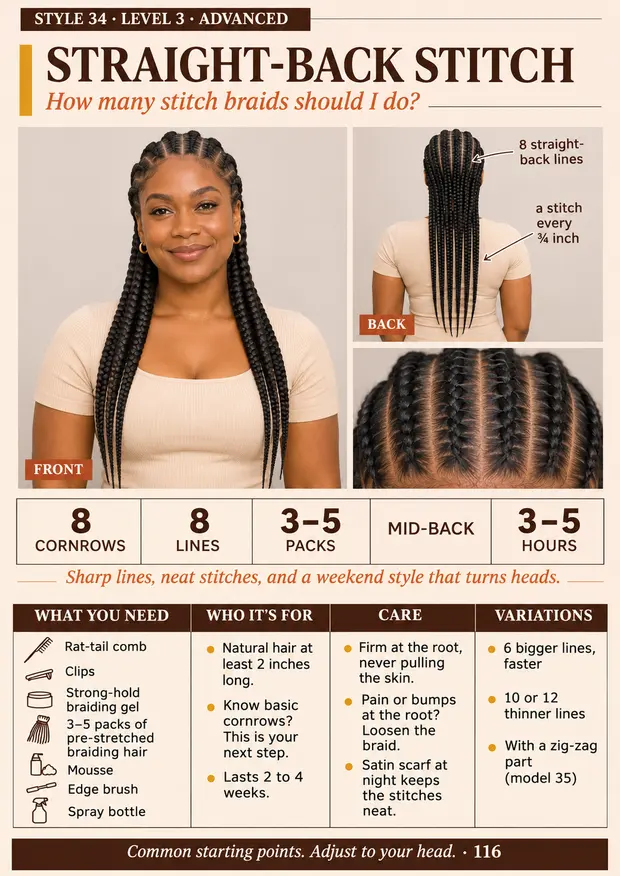 STYLE 34 · LEVEL 3 · ADVANCED
STRAIGHT-BACK STITCH
How many stitch braids should I do?
8 straight-
back lines
a stitch
every
¾ inch
BACK
FRONT
8
CORNROWS
8
LINES
3–5
PACKS
MID-BACK
3–5
HOURS
Sharp lines, neat stitches, and a weekend style that turns heads.
WHAT YOU NEED
Rat-tail comb
Clips
Strong-hold
braiding gel
3–5 packs of
pre-stretched
braiding hair
Mousse
Edge brush
Spray bottle
WHO IT'S FOR
Natural hair at
least 2 inches
long.
Know basic
cornrows?
This is your
next step.
Lasts 2 to 4
weeks.
CARE
Firm at the root,
never pulling
the skin.
Pain or bumps
at the root?
Loosen the
braid.
Satin scarf at
night keeps
the stitches
neat.
VARIATIONS
6 bigger lines,
faster
10 or 12
thinner lines
With a zig-zag
part
(model 35)
Common starting points. Adjust to your head. · 116